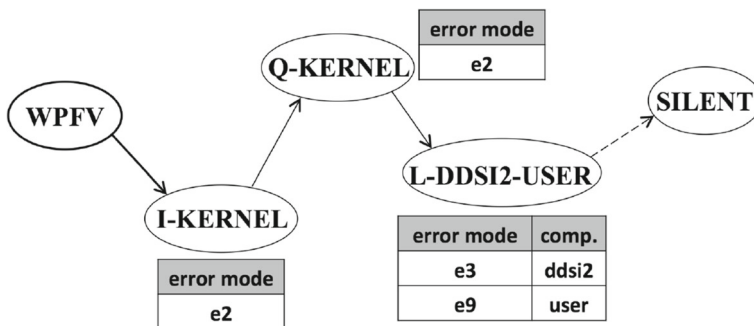 error mode
e2
Q-KERNEL
SILENT
WPFV
L-DDSI2-USER
I-KERNEL
error mode comp.
e3 ddsi2
e9 user
error mode
e2